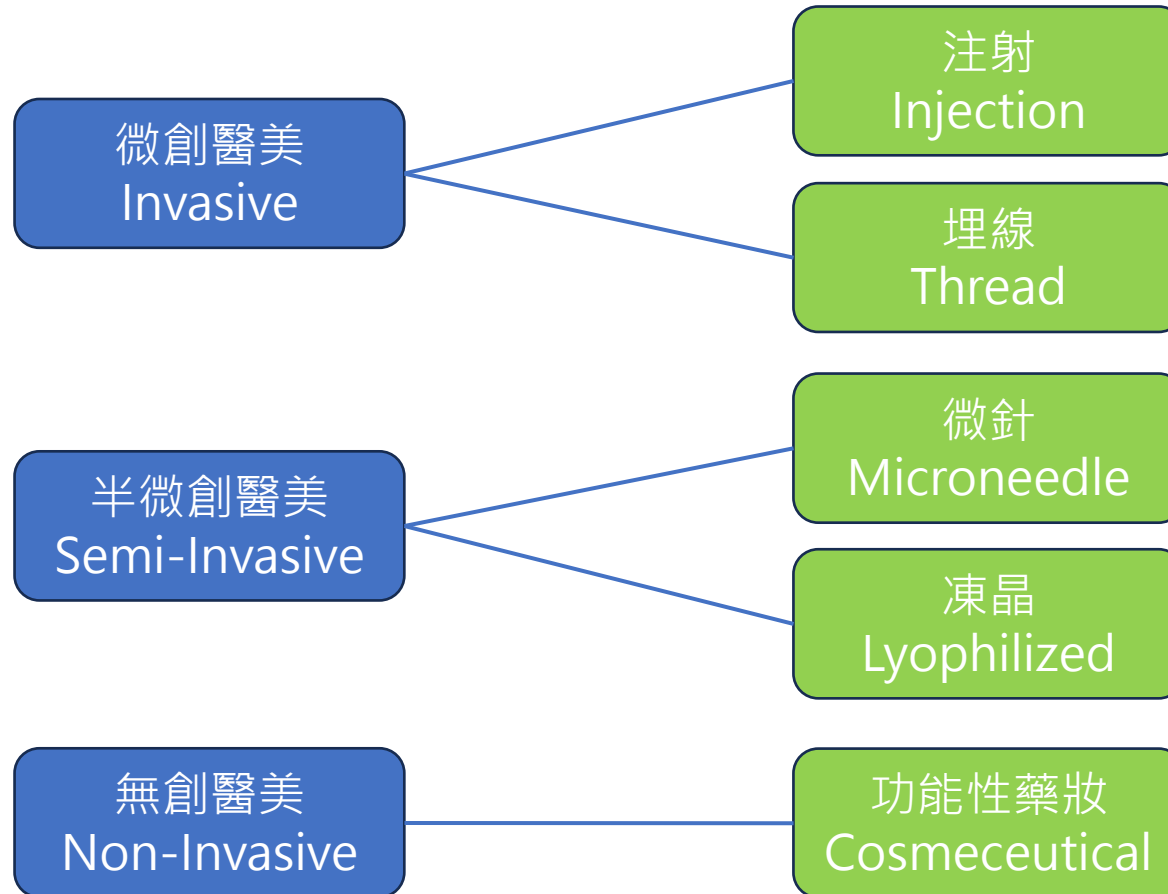 微創醫美
Invasive
注射
Injection
埋線
Thread
半微創醫美
Semi-Invasive
微針
Microneedle
凍晶
Lyophilized
無創醫美
Non-Invasive
功能性藥妝
Cosmeceutical